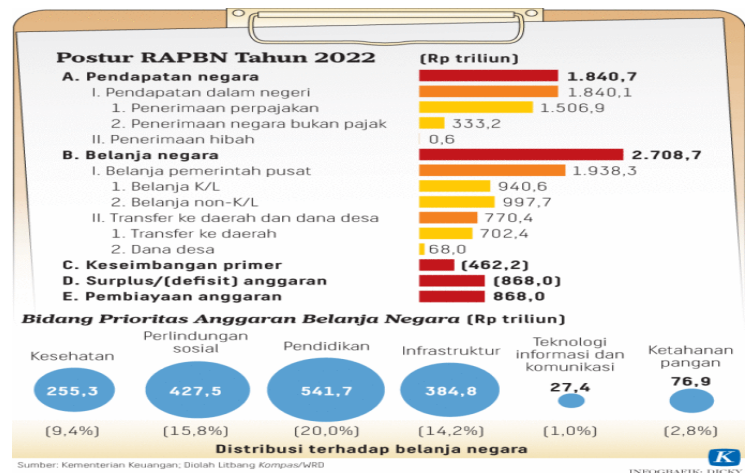 Postur RAPBN Tahun 2022 (Rp triliun)
A. Pendapatan negara 1.840,7
I. Pendapatan dalam negeri 1.840,1
1. Penerimaan perpajakan 1.506,9
2. Penerimaan negara bukan pajak 333,2
II. Penerimaan hibah 0,6
B. Belanja negara 2.708,7
I. Belanja pemerintah pusat 1.938,3
1. Belanja K/L 940,6
2. Belanja non-K/L 997,7
II. Transfer ke daerah dan dana desa 770,4
1. Transfer ke daerah 702,4
2. Dana desa 68,0
C. Keseimbangan primer (462,2)
D. Surplus/(defisit) anggaran (868,0)
E. Pembiayaan anggaran 868,0
Bidang Prioritas Anggaran Belanja Negara (Rp triliun)
Kesehatan
255,3
(9,4%)
Perlindungan
sosial
427,5
(15,8%)
Pendidikan
541,7
(20,0%)
Infrastruktur
384,8
(14,2%)
Teknologi
informasi dan
komunikasi
27,4
(1,0%)
Ketahanan
pangan
76,9
(2,8%)
Distribusi terhadap belanja negara
Sumber: Kementerian Keuangan; Diolah Litbang Kompas/WRD
K
INFOGRAFIK: DICKY